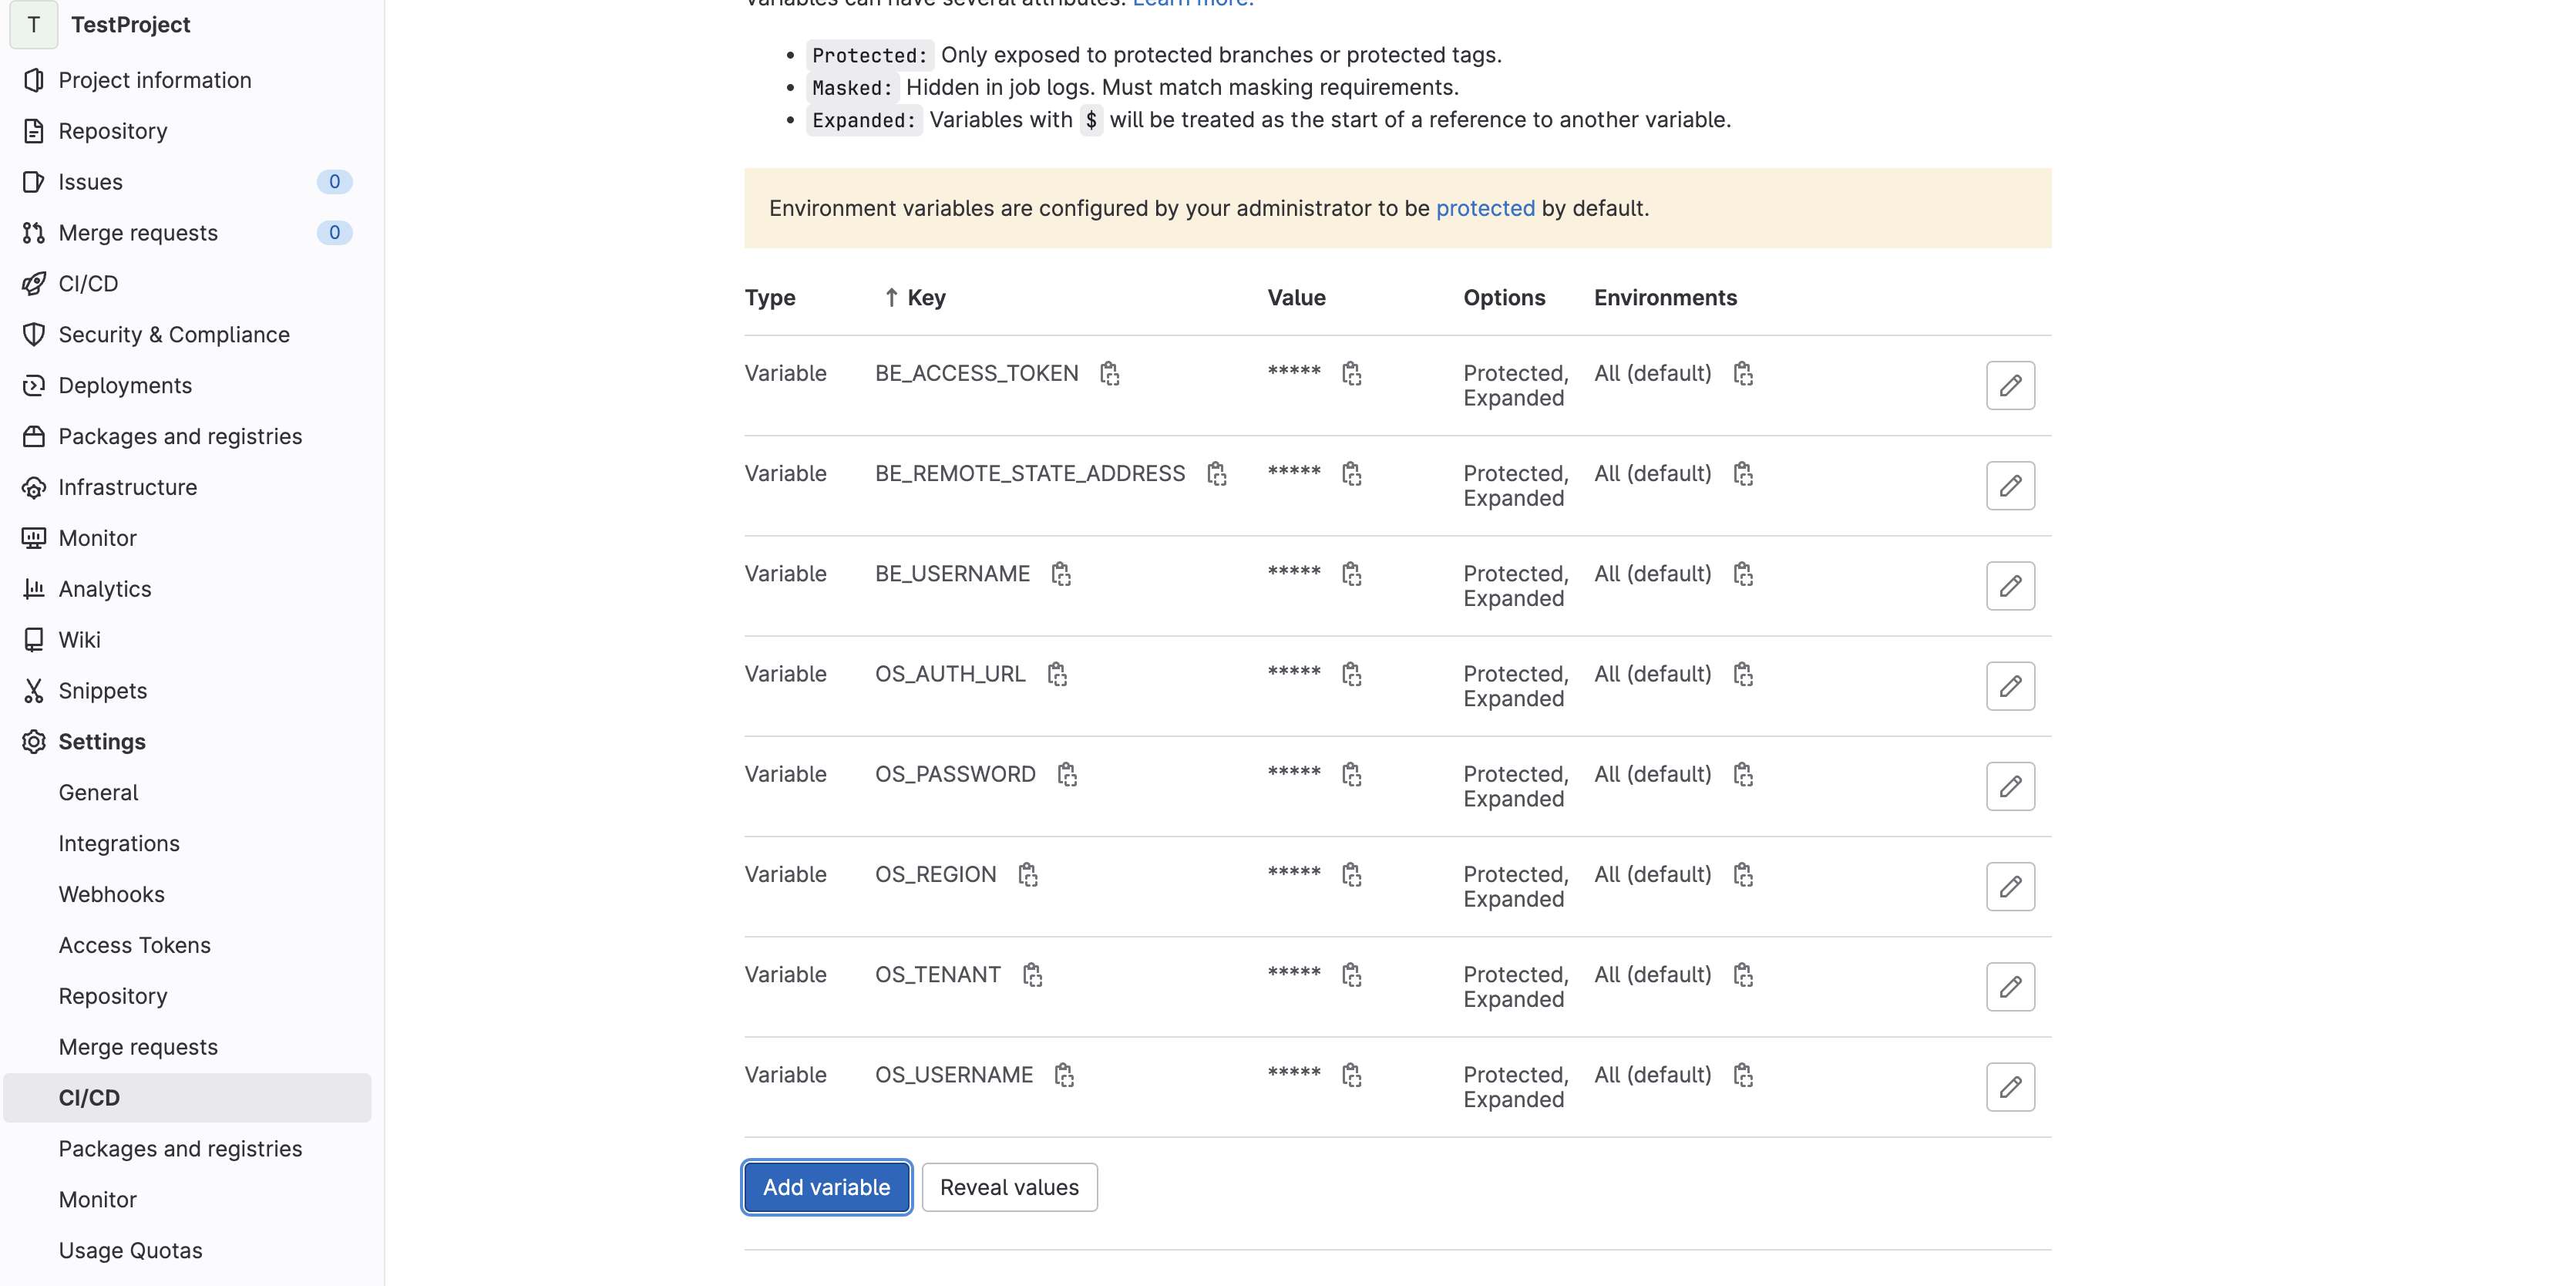 T TestProject
Project information
Repository
Issues 0
Merge requests 0
CI/CD
Security & Compliance
Deployments
Packages and registries
Infrastructure
Monitor
Analytics
Wiki
Snippets
Settings
General
Integrations
Webhooks
Access Tokens
Repository
Merge requests
CI/CD
Packages and registries
Monitor
Usage Quotas
Variables can have several attributes. Learn more.
• Protected: Only exposed to protected branches or protected tags.
• Masked: Hidden in job logs. Must match masking requirements.
• Expanded: Variables with $ will be treated as the start of a reference to another variable.
Environment variables are configured by your administrator to be protected by default.
Type ↑ Key Value Options Environments
Variable BE_ACCESS_TOKEN ***** Protected, All (default)
Expanded
Variable BE_REMOTE_STATE_ADDRESS ***** Protected, All (default)
Expanded
Variable BE_USERNAME ***** Protected, All (default)
Expanded
Variable OS_AUTH_URL ***** Protected, All (default)
Expanded
Variable OS_PASSWORD ***** Protected, All (default)
Expanded
Variable OS_REGION ***** Protected, All (default)
Expanded
Variable OS_TENANT ***** Protected, All (default)
Expanded
Variable OS_USERNAME ***** Protected, All (default)
Expanded
Add variable Reveal values